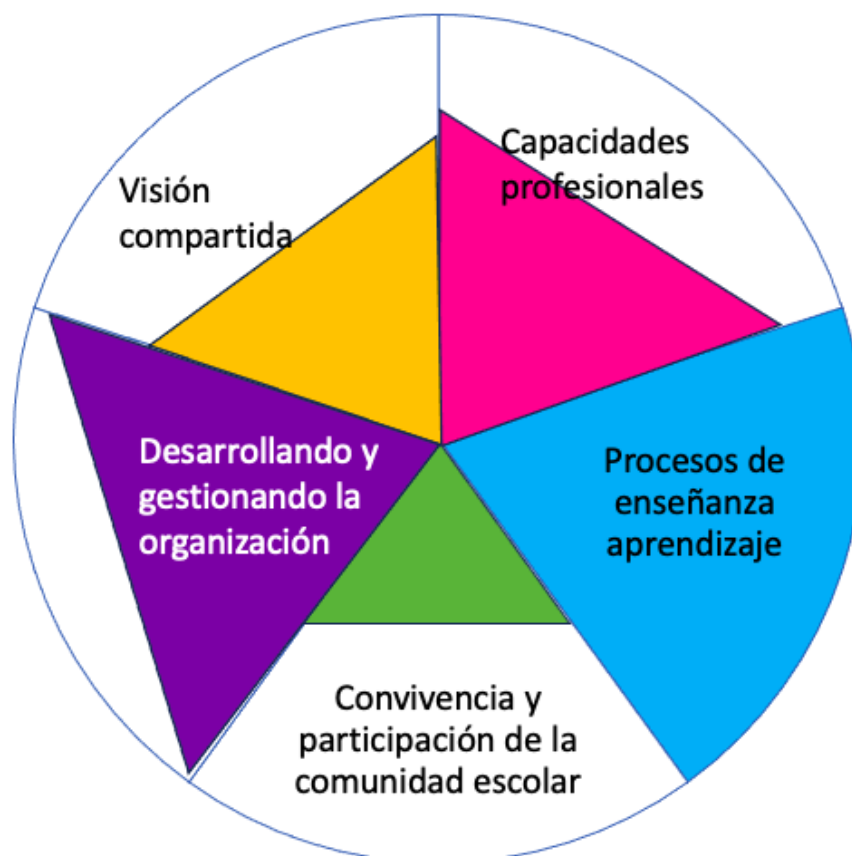 Capacidades
profesionales
Visión
compartida
Desarrollando y
gestionando la
organización
Procesos de
enseñanza
aprendizaje
Convivencia y
participación de la
comunidad escolar